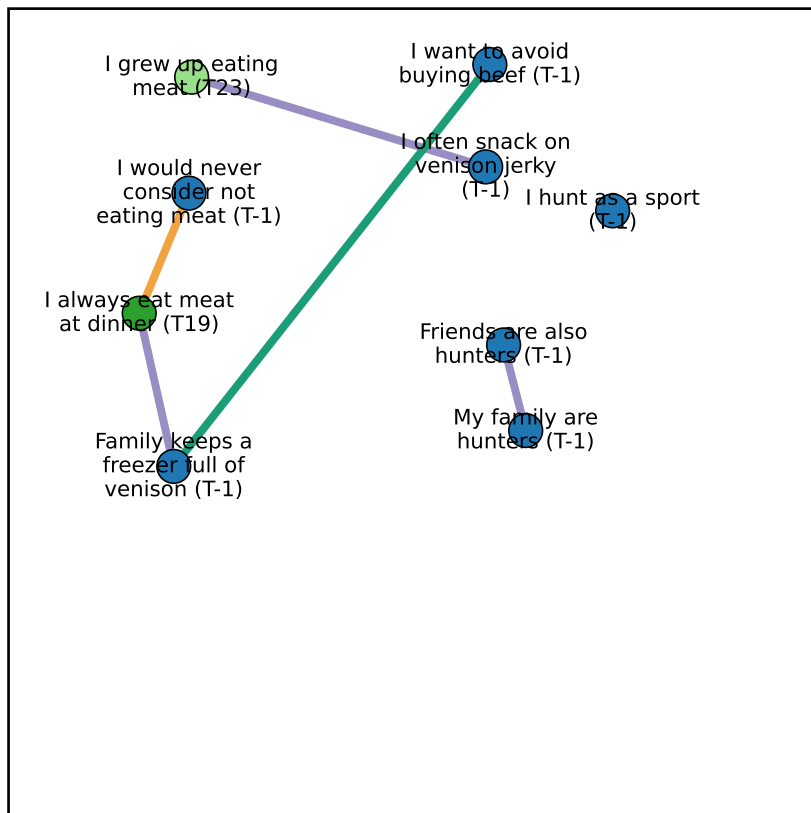 I grew up eating
meat (T23)
I want to avoid
buying beef (T-1)
I often snack on
venison jerky
(T-1)
I would never
consider not
eating meat (T-1)
I hunt as a sport
(T-1)
I always eat meat
at dinner (T19)
Friends are also
hunters (T-1)
My family are
hunters (T-1)
Family keeps a
freezer full of
venison (T-1)